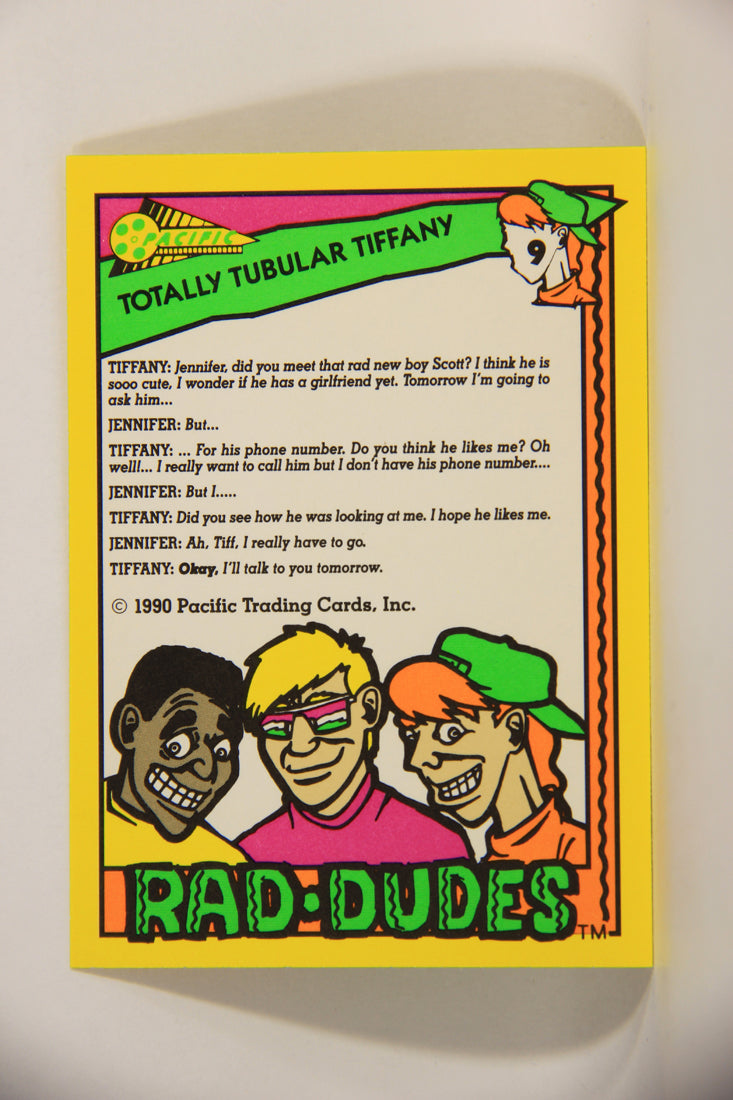 PACIFIC
TOTALLY TUBULAR TIFFANY
9
TIFFANY: Jennifer, did you meet that rad new boy Scott? I think he is
sooo cute, I wonder if he has a girlfriend yet. Tomorrow I'm going to
ask him...
JENNIFER: But...
TIFFANY: ... For his phone number. Do you think he likes me? Oh
well!... I really want to call him but I don't have his phone number....
JENNIFER: But I.....
TIFFANY: Did you see how he was looking at me. I hope he likes me.
JENNIFER: Ah, Tiff, I really have to go.
TIFFANY: Okay, I'll talk to you tomorrow.
© 1990 Pacific Trading Cards, Inc.
RAD·DUDES TM